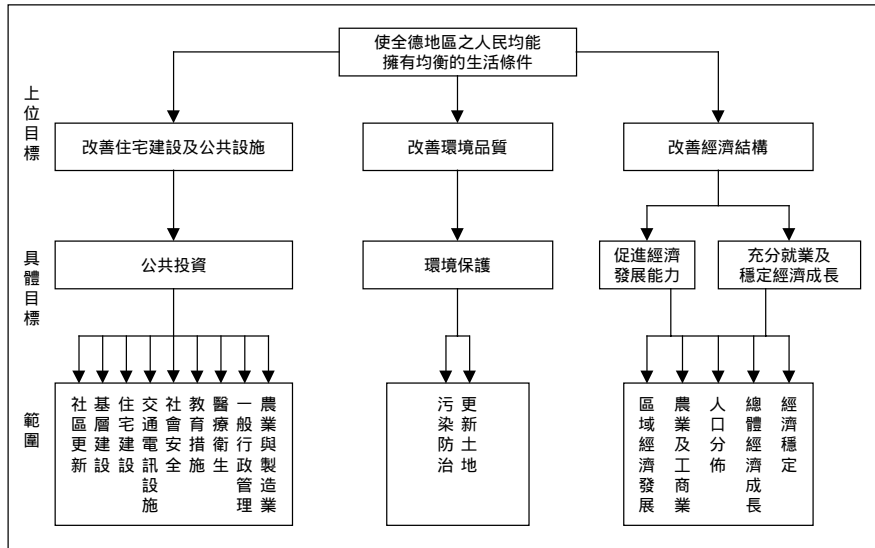 使全德地區之人民均能
擁有均衡的生活條件
上位目標
改善住宅建設及公共設施
改善環境品質
改善經濟結構
具體目標
公共投資
環境保護
促進經濟
發展能力
充分就業及
穩定經濟成長
範圍
社區更新
基層建設
住宅建設
交通電訊設施
社會安全
教育措施
醫療衛生
一般行政管理
農業與製造業
污染防治
更新土地
區域經濟發展
農業及工商業
人口分佈
總體經濟成長
經濟穩定